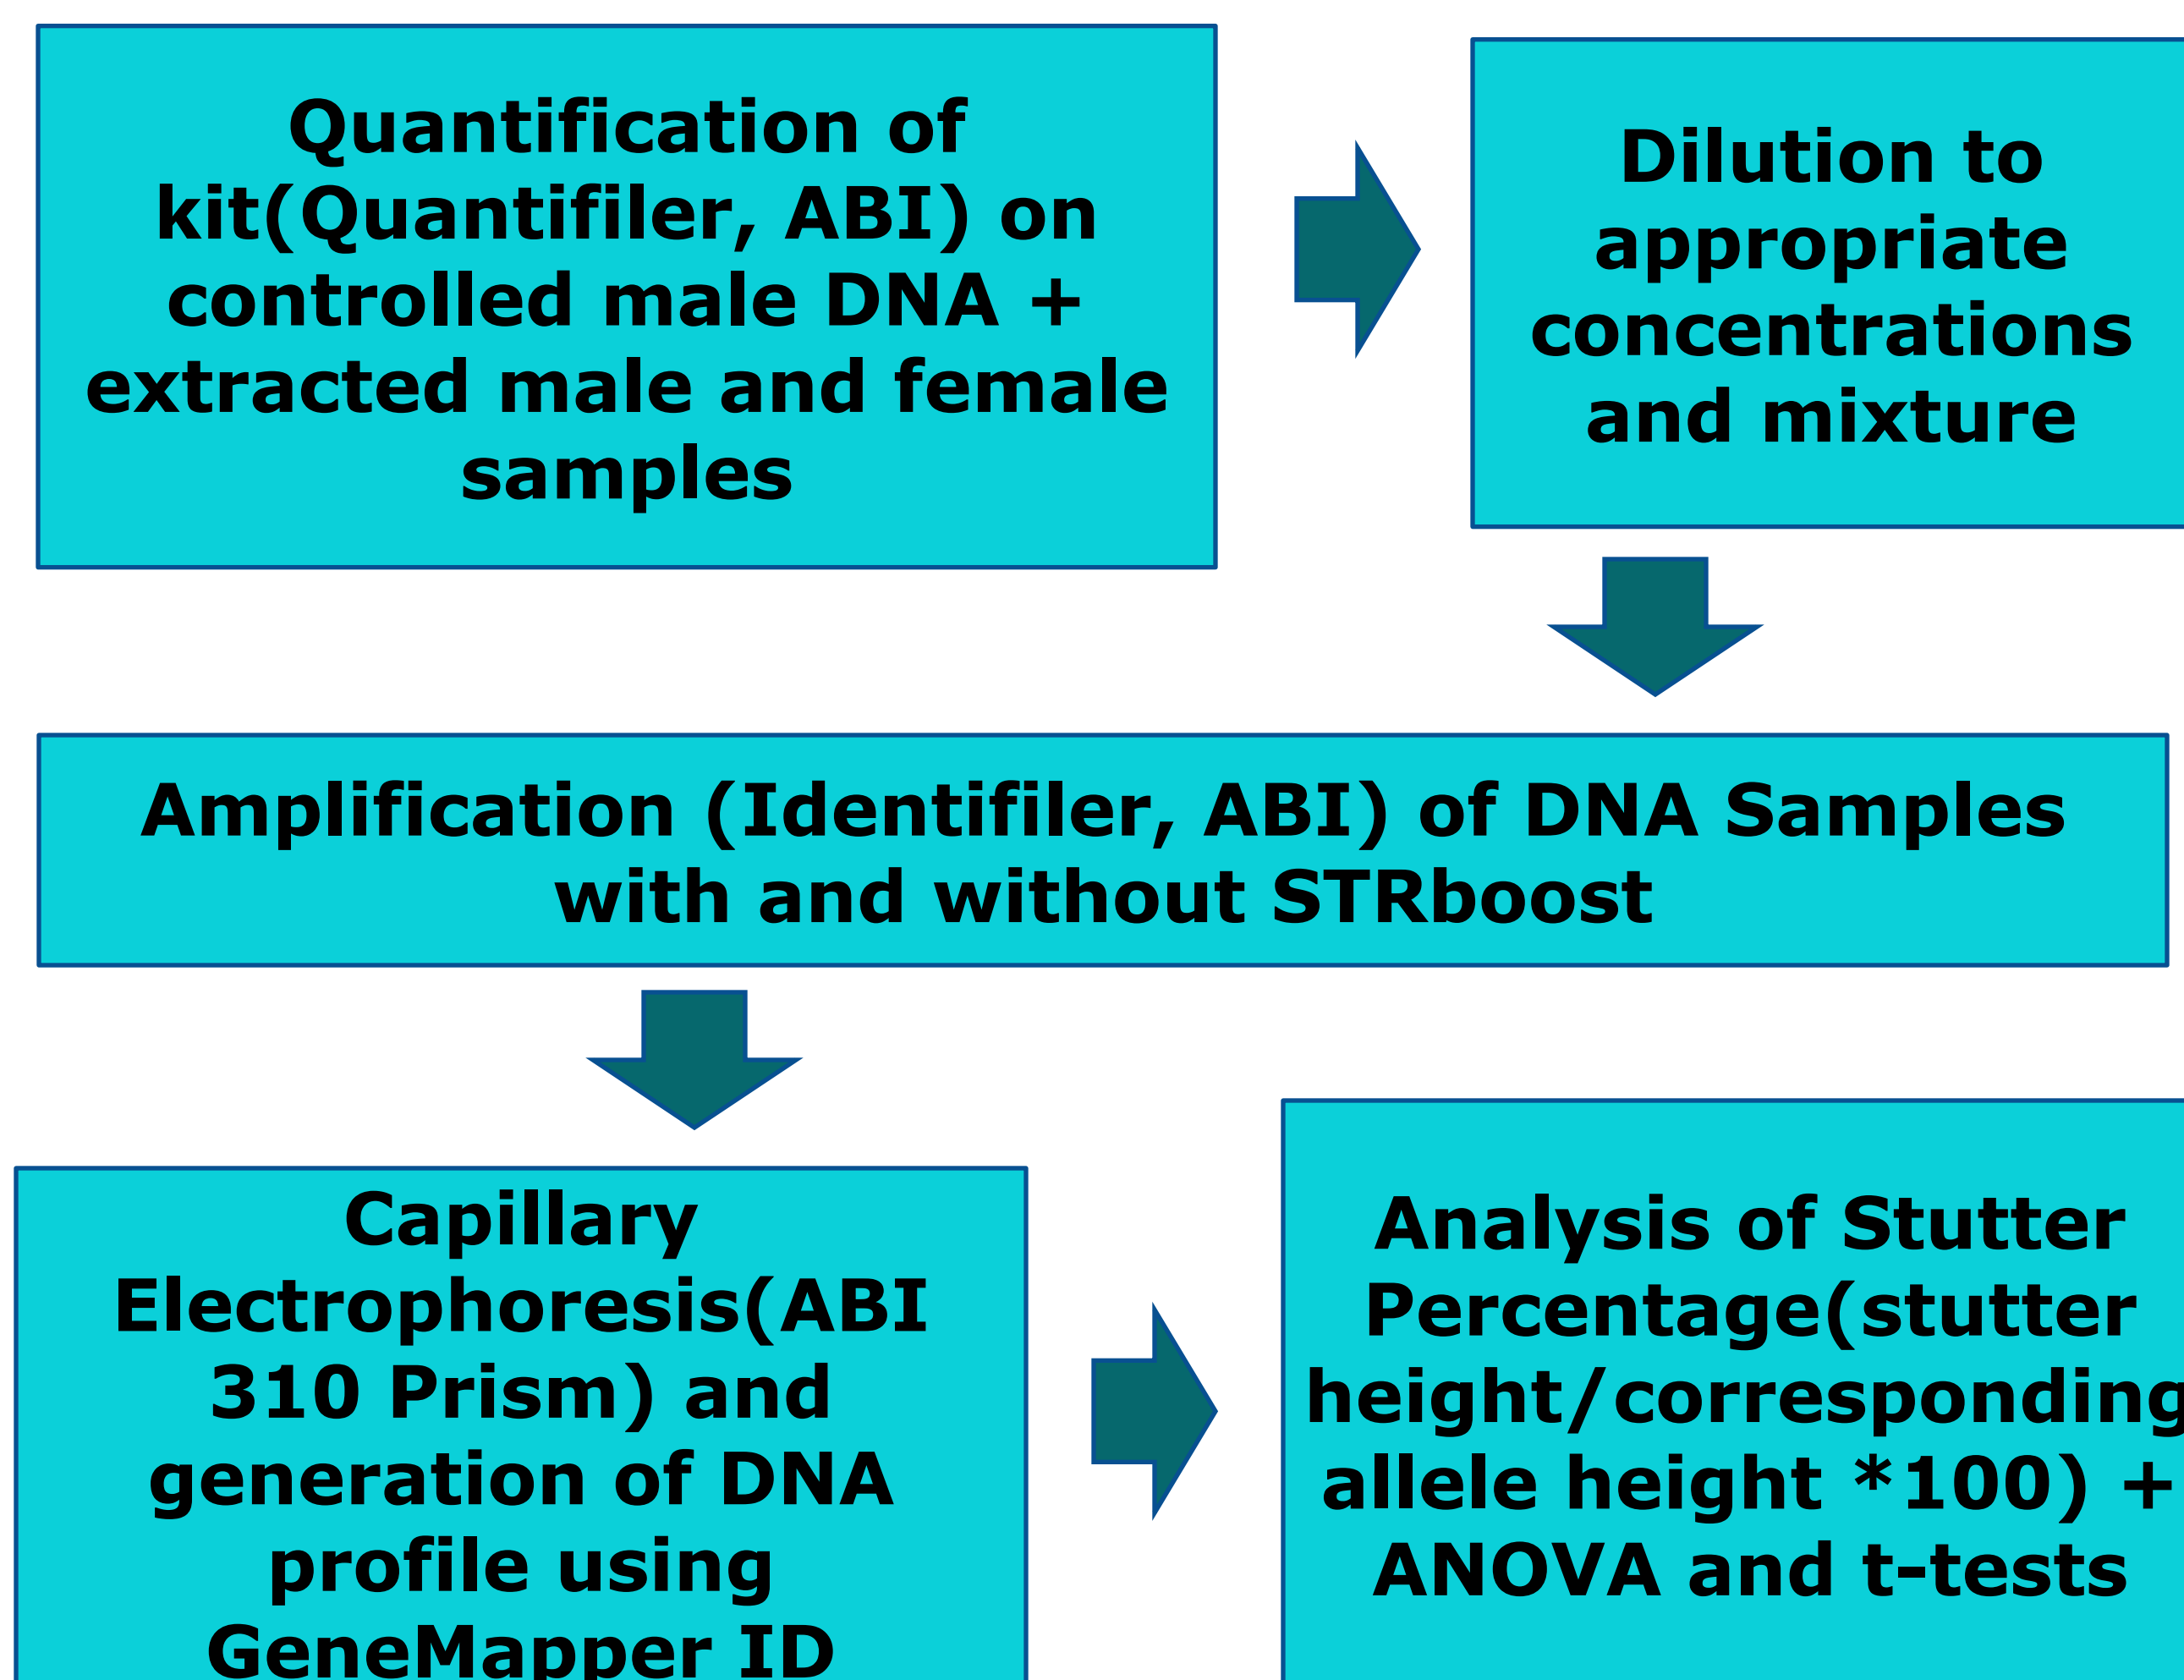 Quantification of
kit(Quantifiler, ABI) on
controlled male DNA +
extracted male and female
samples
Dilution to
appropriate
concentrations
and mixture
Amplification (Identifiler, ABI) of DNA Samples
with and without STRboost
Capillary
Electrophoresis(ABI
310 Prism) and
generation of DNA
profile using
GeneMapper ID
Analysis of Stutter
Percentage(stutter
height/corresponding
allele height *100) +
ANOVA and t-tests